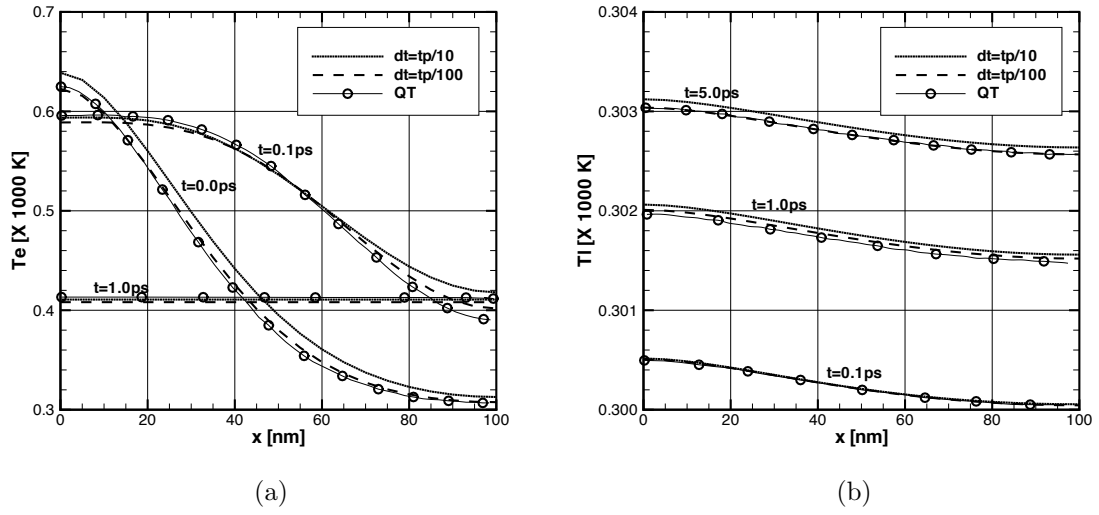 0.7
0.6
0.5
0.4
0.3
Te [X 1000 K]
0 20 40 60 80 100
x [nm]
dt=tp/10
dt=tp/100
QT
t=0.1ps
t=0.0ps
t=1.0ps
(a)
0.304
0.303
0.302
0.301
0.300
Tl [X 1000 K]
0 20 40 60 80 100
x [nm]
dt=tp/10
dt=tp/100
QT
t=5.0ps
t=1.0ps
t=0.1ps
(b)